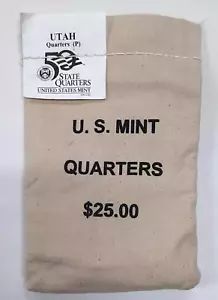 UTAH
Quarters (P)
50
STATE
QUARTERS
UNITED STATES MINT
U. S. MINT
QUARTERS
$25.00